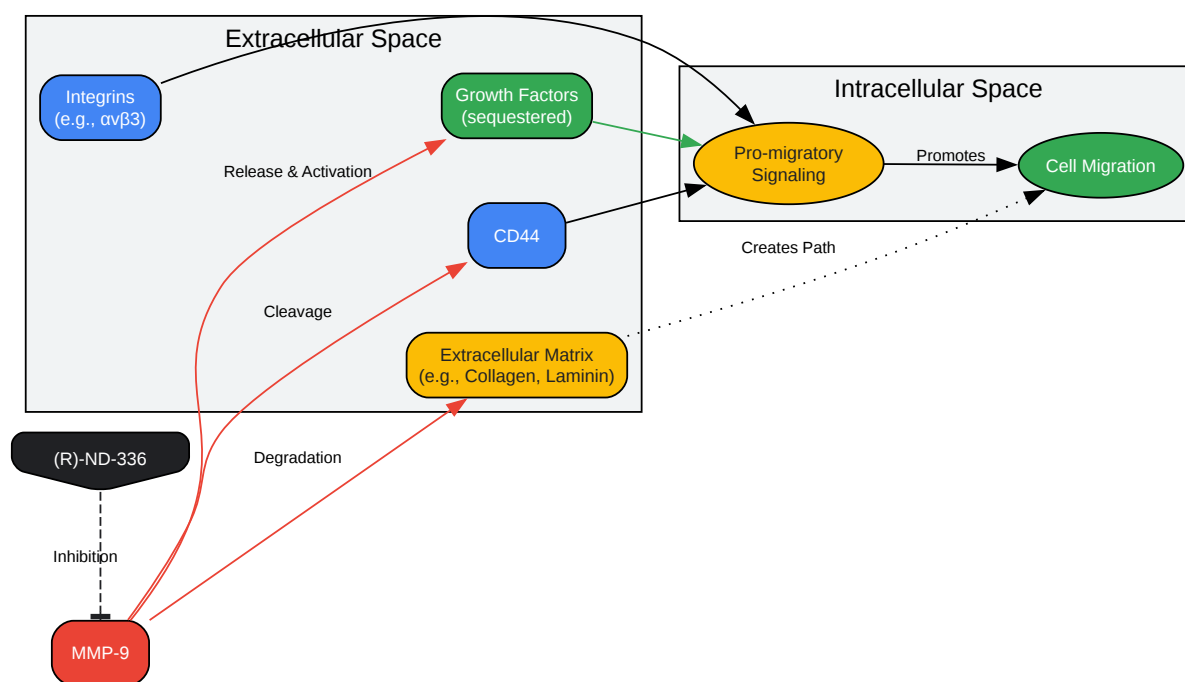 Extracellular Space
Integrins
(e.g., αvβ3)
Growth Factors
(sequestered)
Intracellular Space
Pro-migratory
Signaling
Promotes
Cell Migration
Release & Activation
CD44
Creates Path
Cleavage
Extracellular Matrix
(e.g., Collagen, Laminin)
(R)-ND-336
Degradation
Inhibition
MMP-9